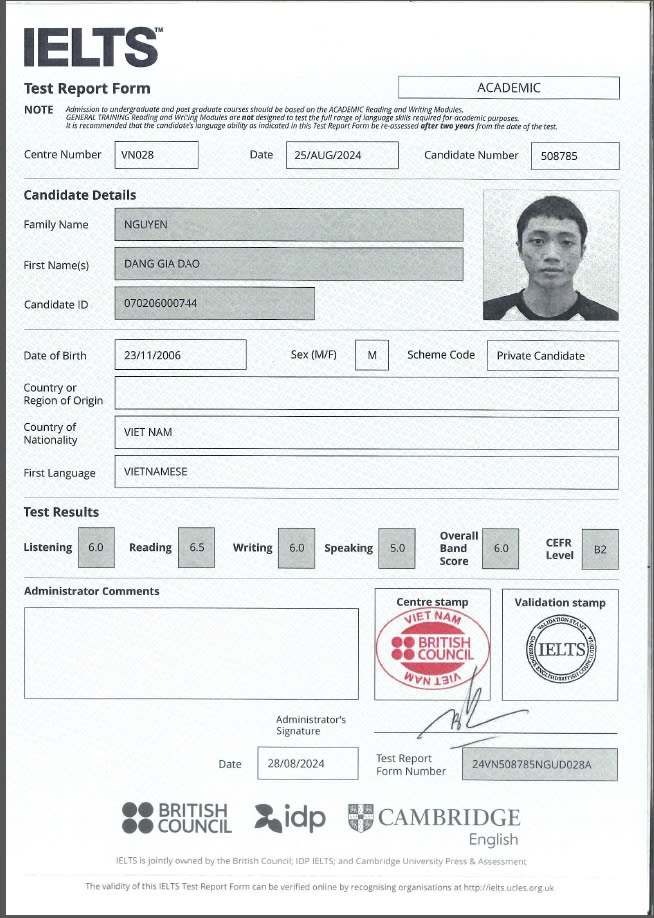 IELTS™
Test Report Form
ACADEMIC
NOTE Admission to undergraduate and post graduate courses should be based on the ACADEMIC Reading and Writing Modules.
GENERAL TRAINING Reading and Writing Modules are not designed to test the full range of language skills required for academic purposes.
It is recommended that the candidate's language ability as indicated in this Test Report Form be re-assessed after two years from the date of the test.
Centre Number VN028 Date 25/AUG/2024 Candidate Number 508785
Candidate Details
Family Name NGUYEN
First Name(s) DANG GIA DAO
Candidate ID 070206000744
Date of Birth 23/11/2006 Sex (M/F) M Scheme Code Private Candidate
Country or
Region of Origin
Country of
Nationality VIET NAM
First Language VIETNAMESE
Test Results
Listening 6.0 Reading 6.5 Writing 6.0 Speaking 5.0 Overall Band Score 6.0 CEFR Level B2
Administrator Comments
Centre stamp
VIET NAM
BRITISH
COUNCIL
VIET NAM
Validation stamp
VALIDATION STAMP
IELTS
Administrator's
Signature
Date 28/08/2024
Test Report
Form Number 24VN508785NGUD028A
BRITISH
COUNCIL
idp
CAMBRIDGE
English
IELTS is jointly owned by the British Council; IDP IELTS; and Cambridge University Press & Assessment
The validity of this IELTS Test Report Form can be verified online by recognising organisations at http://ielts.ucles.org.uk